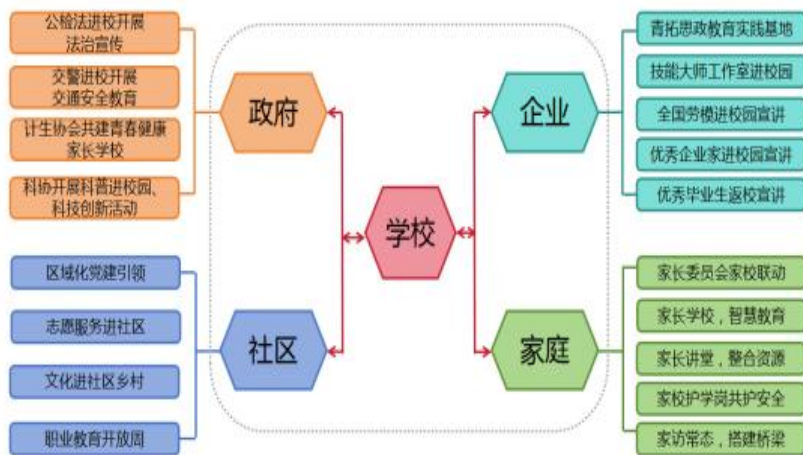 公检法进校开展
法治宣传
交警进校开展
交通安全教育
计生协会共建青春健康
家长学校
科协开展科普进校园、
科技创新活动
政府
区域化党建引领
志愿服务进社区
文化进社区乡村
职业教育开放周
社区
学校
企业
青拓思政教育实践基地
技能大师工作室进校园
全国劳模进校园宣讲
优秀企业家进校园宣讲
优秀毕业生返校宣讲
家庭
家长委员会家校联动
家长学校，智慧教育
家长讲堂，整合资源
家校护学岗共护安全
家访常态，搭建桥梁